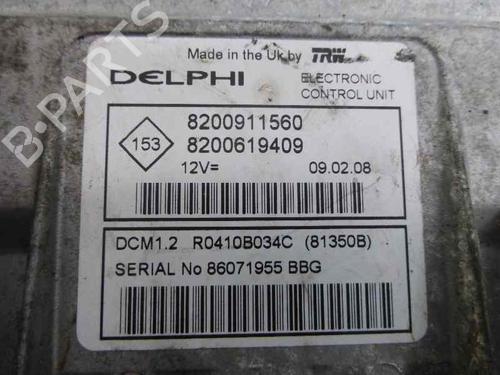 Made in the Uk by TRW
DELPHI ELECTRONIC
CONTROL UNIT
153
8200911560
8200619409
12V= 09.02.08
DCM1.2 R0410B034C (81350B)
SERIAL No 86071955 BBG
B-PARTS